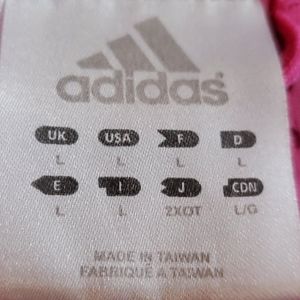 adidas
UK USA F D
L L L L
E I J CDN
L L 2XOT L/G
MADE IN TAIWAN
FABRIQUÉ A TAIWAN